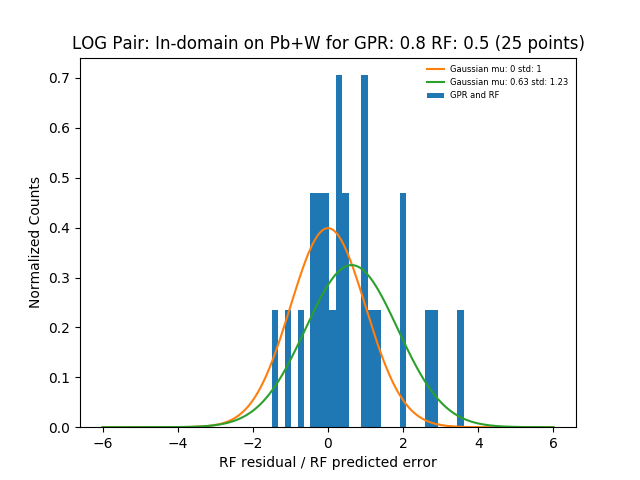 LOG Pair: In-domain on Pb+W for GPR: 0.8 RF: 0.5 (25 points)
Gaussian mu: 0 std: 1
Gaussian mu: 0.63 std: 1.23
GPR and RF
Normalized Counts
0.7
0.6
0.5
0.4
0.3
0.2
0.1
0.0
−6 −4 −2 0 2 4 6
RF residual / RF predicted error